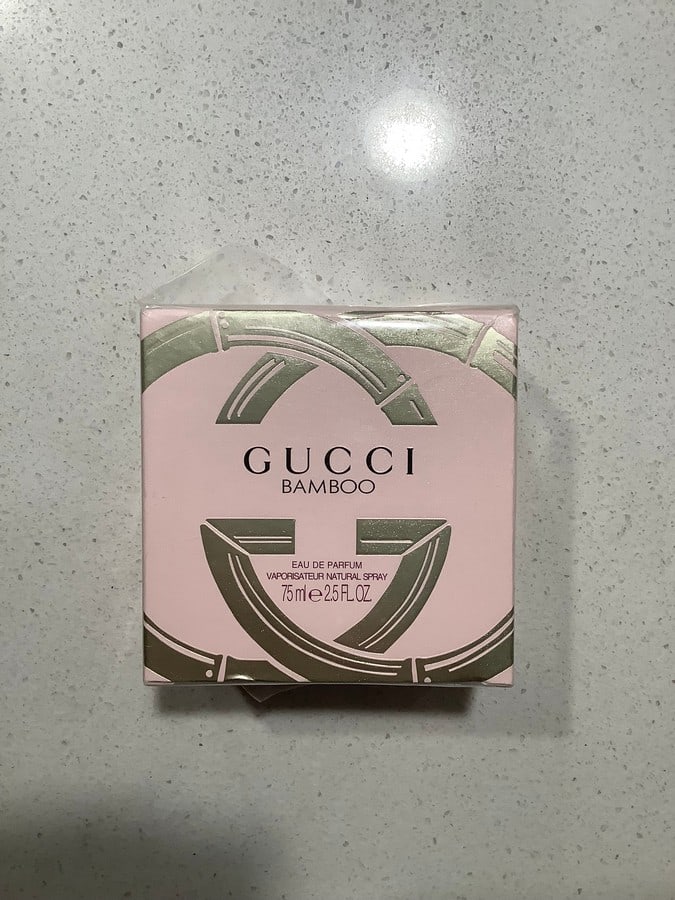 GUCCI
BAMBOO
EAU DE PARFUM
VAPORISATEUR NATURAL SPRAY
75 ml ℮ 2.5 FL.OZ.